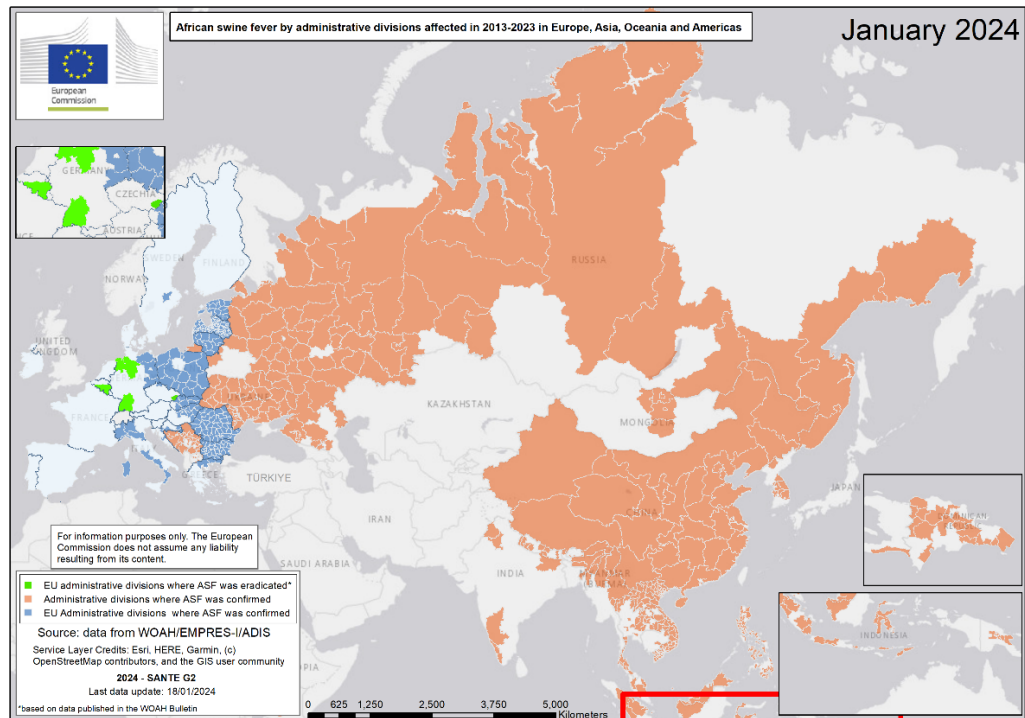 African swine fever by administrative divisions affected in 2013-2023 in Europe, Asia, Oceania and Americas
January 2024
European
Commission
GERMANY
CZECHIA
AUSTRIA
SWEDEN
FINLAND
NORWAY
RUSSIA
UNITED
KINGDOM
FRANCE
UKRAINE
KAZAKHSTAN
MONGOLIA
GREECE
TÜRKIYE
JAPAN
CHINA
IRAN
SAUDI ARABIA
INDIA
MYANMAR
DOMINICAN
INDONESIA
For information purposes only. The European
Commission does not assume any liability
resulting from its content.
EU administrative divisions where ASF was eradicated*
Administrative divisions where ASF was confirmed
EU Administrative divisions where ASF was confirmed
Source: data from WOAH/EMPRES-I/ADIS
Service Layer Credits: Esri, HERE, Garmin, (c)
OpenStreetMap contributors, and the GIS user community
2024 - SANTE G2
Last data update: 18/01/2024
*based on data published in the WOAH Bulletin
0 625 1,250 2,500 3,750 5,000
Kilometers